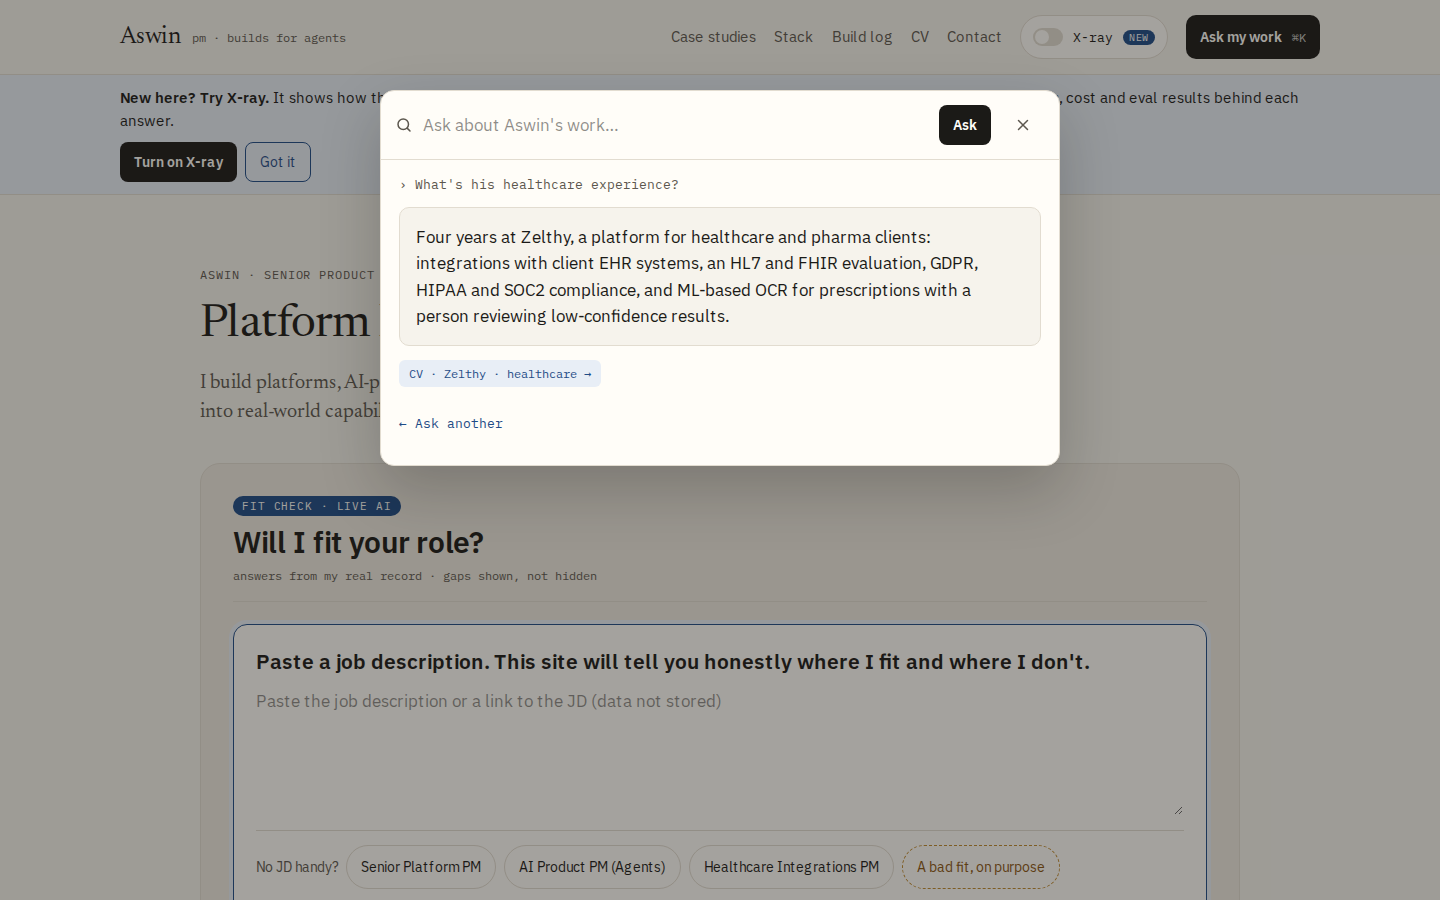 Aswin pm · builds for agents
Case studies Stack Build log CV Contact X-ray NEW Ask my work ⌘K
New here? Try X-ray. It shows how th , cost and eval results behind each
answer.
Turn on X-ray Got it
Ask about Aswin's work...
Ask
› What's his healthcare experience?
Four years at Zelthy, a platform for healthcare and pharma clients:
integrations with client EHR systems, an HL7 and FHIR evaluation, GDPR,
HIPAA and SOC2 compliance, and ML-based OCR for prescriptions with a
person reviewing low-confidence results.
CV · Zelthy · healthcare →
← Ask another
ASWIN · SENIOR PRODUCT
Platform
I build platforms, AI-p
into real-world capabil
FIT CHECK · LIVE AI
Will I fit your role?
answers from my real record · gaps shown, not hidden
Paste a job description. This site will tell you honestly where I fit and where I don't.
Paste the job description or a link to the JD (data not stored)
No JD handy? Senior Platform PM AI Product PM (Agents) Healthcare Integrations PM A bad fit, on purpose